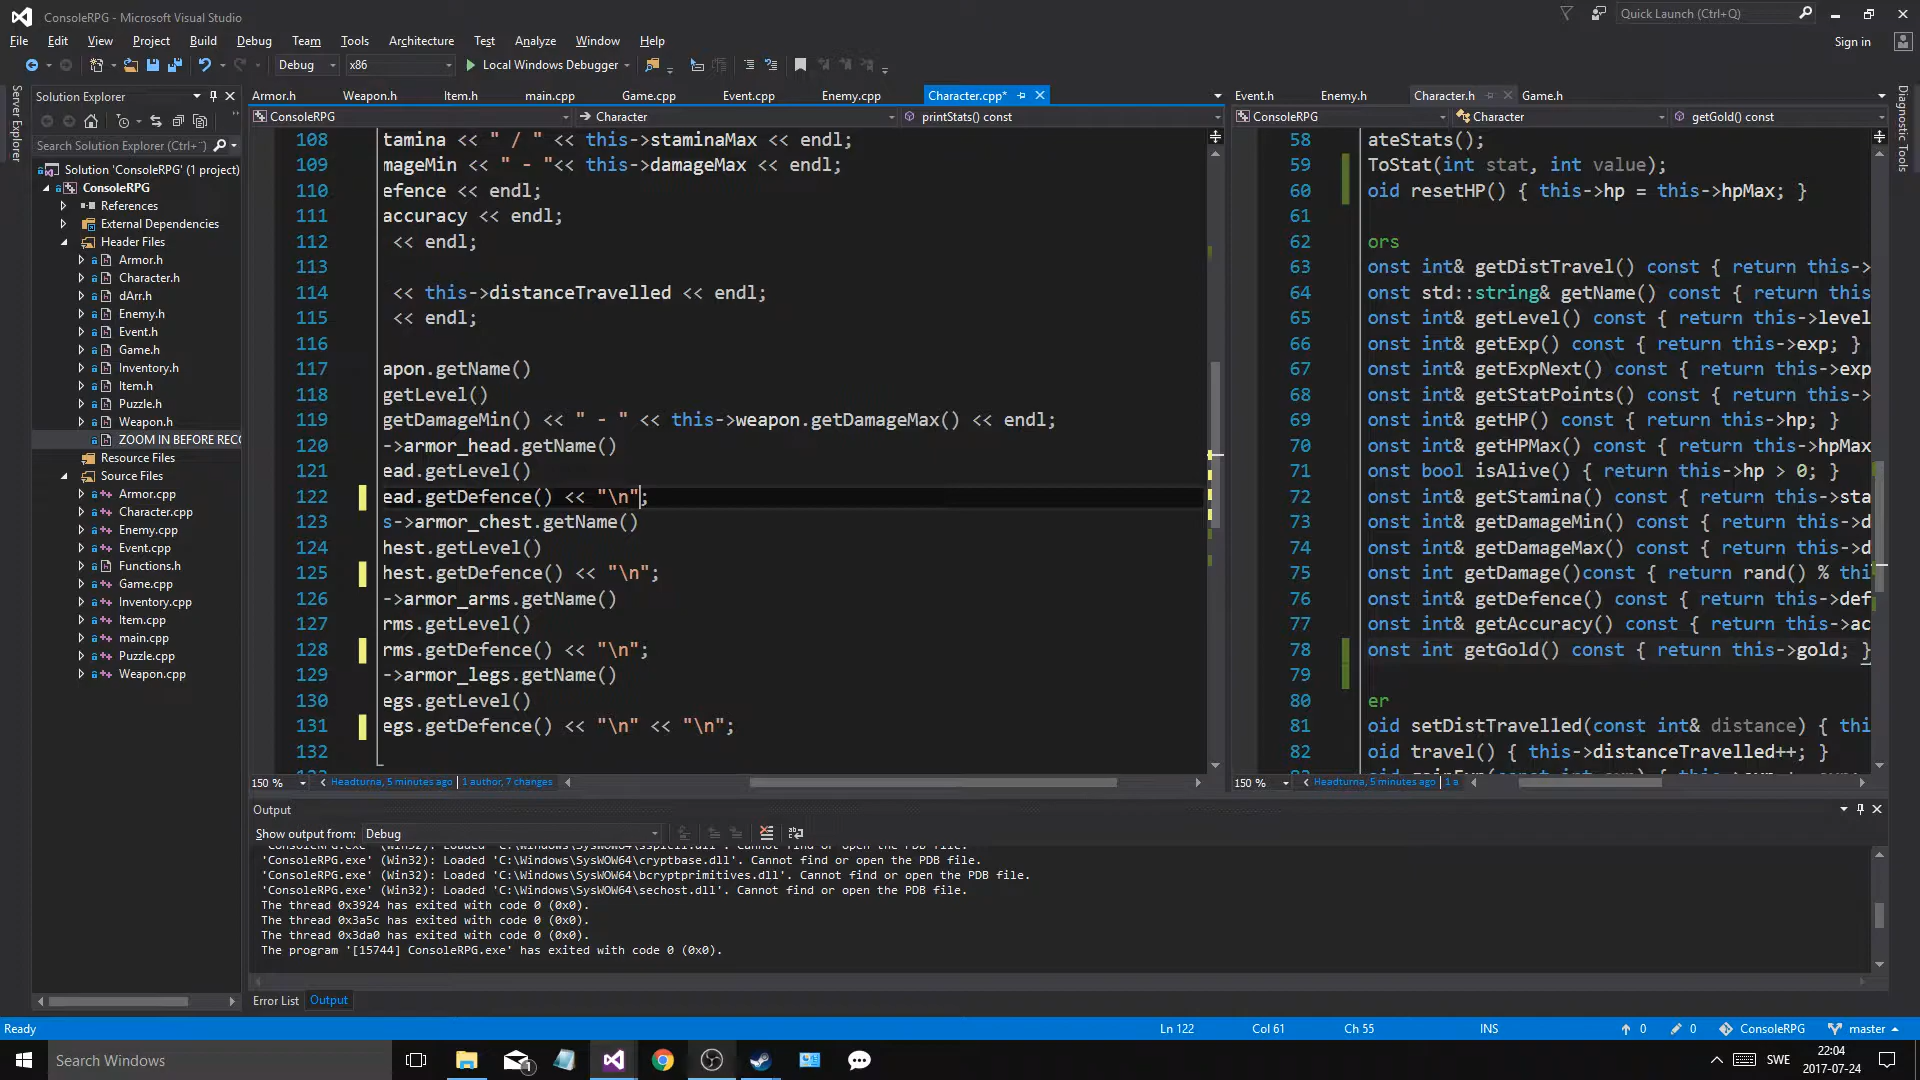 ConsoleRPG - Microsoft Visual Studio
Quick Launch (Ctrl+Q)
File Edit View Project Build Debug Team Tools Architecture Test Analyze Window Help
Sign in
Debug x86 Local Windows Debugger
Server Explorer
Solution Explorer
Search Solution Explorer (Ctrl+¨)
Solution 'ConsoleRPG' (1 project)
ConsoleRPG
References
External Dependencies
Header Files
Armor.h
Character.h
dArr.h
Enemy.h
Event.h
Game.h
Inventory.h
Item.h
Puzzle.h
Weapon.h
ZOOM IN BEFORE RECO
Resource Files
Source Files
Armor.cpp
Character.cpp
Enemy.cpp
Event.cpp
Functions.h
Game.cpp
Inventory.cpp
Item.cpp
main.cpp
Puzzle.cpp
Weapon.cpp
Armor.h Weapon.h Item.h main.cpp Game.cpp Event.cpp Enemy.cpp Character.cpp*
ConsoleRPG Character printStats() const
108 tamina << " / " << this->staminaMax << endl;
109 mageMin << " - "<< this->damageMax << endl;
110 efence << endl;
111 accuracy << endl;
112 << endl;
113
114 << this->distanceTravelled << endl;
115 << endl;
116
117 apon.getName()
118 getLevel()
119 getDamageMin() << " - " << this->weapon.getDamageMax() << endl;
120 ->armor_head.getName()
121 ead.getLevel()
122 ead.getDefence() << "\n";
123 s->armor_chest.getName()
124 hest.getLevel()
125 hest.getDefence() << "\n";
126 ->armor_arms.getName()
127 rms.getLevel()
128 rms.getDefence() << "\n";
129 ->armor_legs.getName()
130 egs.getLevel()
131 egs.getDefence() << "\n" << "\n";
132
150 % Headturna, 5 minutes ago | 1 author, 7 changes
Event.h Enemy.h Character.h Game.h
ConsoleRPG Character getGold() const
58 ateStats();
59 ToStat(int stat, int value);
60 oid resetHP() { this->hp = this->hpMax; }
61
62 ors
63 onst int& getDistTravel() const { return this->
64 onst std::string& getName() const { return this
65 onst int& getLevel() const { return this->level
66 onst int& getExp() const { return this->exp; }
67 onst int& getExpNext() const { return this->exp
68 onst int& getStatPoints() const { return this->
69 onst int& getHP() const { return this->hp; }
70 onst int& getHPMax() const { return this->hpMax
71 onst bool isAlive() { return this->hp > 0; }
72 onst int& getStamina() const { return this->sta
73 onst int& getDamageMin() const { return this->d
74 onst int& getDamageMax() const { return this->d
75 onst int getDamage()const { return rand() % thi
76 onst int& getDefence() const { return this->def
77 onst int& getAccuracy() const { return this->ac
78 onst int getGold() const { return this->gold; }
79
80 er
81 oid setDistTravelled(const int& distance) { thi
82 oid travel() { this->distanceTravelled++; }
150 % Headturna, 5 minutes ago | 1 a
Diagnostic Tools
Output
Show output from: Debug
'ConsoleRPG.exe' (Win32): Loaded 'C:\Windows\SysWOW64\sspicli.dll'. Cannot find or open the PDB file.
'ConsoleRPG.exe' (Win32): Loaded 'C:\Windows\SysWOW64\cryptbase.dll'. Cannot find or open the PDB file.
'ConsoleRPG.exe' (Win32): Loaded 'C:\Windows\SysWOW64\bcryptprimitives.dll'. Cannot find or open the PDB file.
'ConsoleRPG.exe' (Win32): Loaded 'C:\Windows\SysWOW64\sechost.dll'. Cannot find or open the PDB file.
The thread 0x3924 has exited with code 0 (0x0).
The thread 0x3a5c has exited with code 0 (0x0).
The thread 0x3da0 has exited with code 0 (0x0).
The program '[15744] ConsoleRPG.exe' has exited with code 0 (0x0).
Error List Output
Ready Ln 122 Col 61 Ch 55 INS 0 0 ConsoleRPG master
Search Windows
1
SWE
22:04
2017-07-24